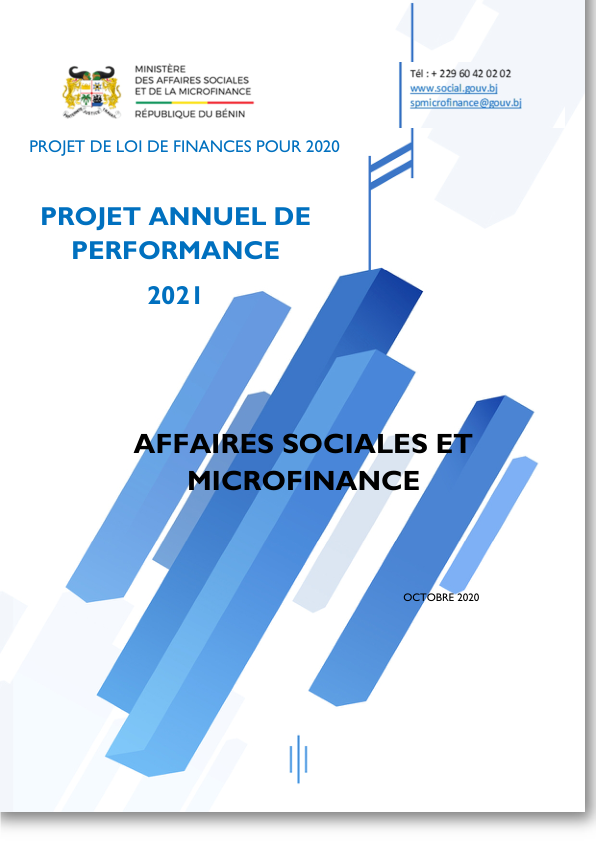 MINISTÈRE
DES AFFAIRES SOCIALES
ET DE LA MICROFINANCE
RÉPUBLIQUE DU BÉNIN
Tél : + 229 60 42 02 02
www.social.gouv.bj
spmicrofinance@gouv.bj
PROJET DE LOI DE FINANCES POUR 2020
PROJET ANNUEL DE
PERFORMANCE
2021
AFFAIRES SOCIALES ET
MICROFINANCE
OCTOBRE 2020